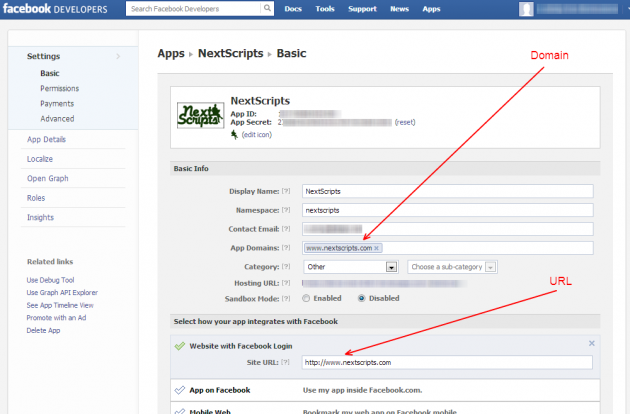 facebook DEVELOPERS
Search Facebook Developers
Docs Tools Support News Apps
Settings
Basic
Permissions
Payments
Advanced
App Details
Localize
Open Graph
Roles
Insights
Related links
Use Debug Tool
Use Graph API Explorer
See App Timeline View
Promote with an Ad
Delete App
Apps ▸ NextScripts ▸ Basic
Domain
Next Scripts
NextScripts
App ID:
App Secret: 2 (reset)
(edit icon)
Basic Info
Display Name: [?] NextScripts
Namespace: [?] nextscripts
Contact Email: [?]
App Domains: [?] www.nextscripts.com ×
Category: [?] Other Choose a sub-category
Hosting URL: [?]
Sandbox Mode: [?] Enabled Disabled
URL
Select how your app integrates with Facebook
Website with Facebook Login ×
Site URL: [?] http://www.nextscripts.com
App on Facebook Use my app inside Facebook.com.
Mobile Web Bookmark my web app on Facebook mobile.